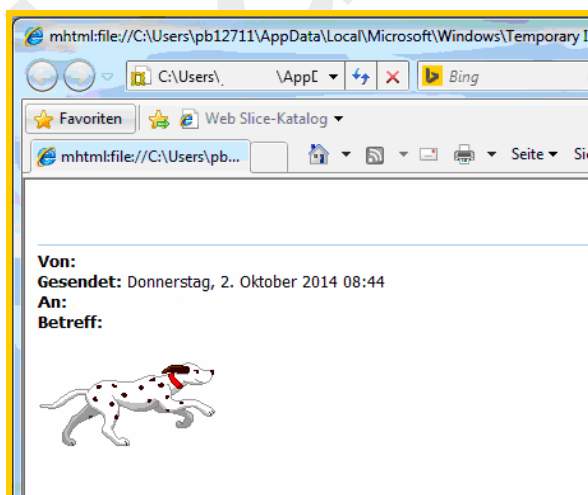 mhtml:file://C:\Users\pb12711\AppData\Local\Microsoft\Windows\Temporary I
C:\Users\. \AppD Bing
Favoriten Web Slice-Katalog
mhtml:file://C:\Users\pb... Seite Si
Von:
Gesendet: Donnerstag, 2. Oktober 2014 08:44
An:
Betreff: